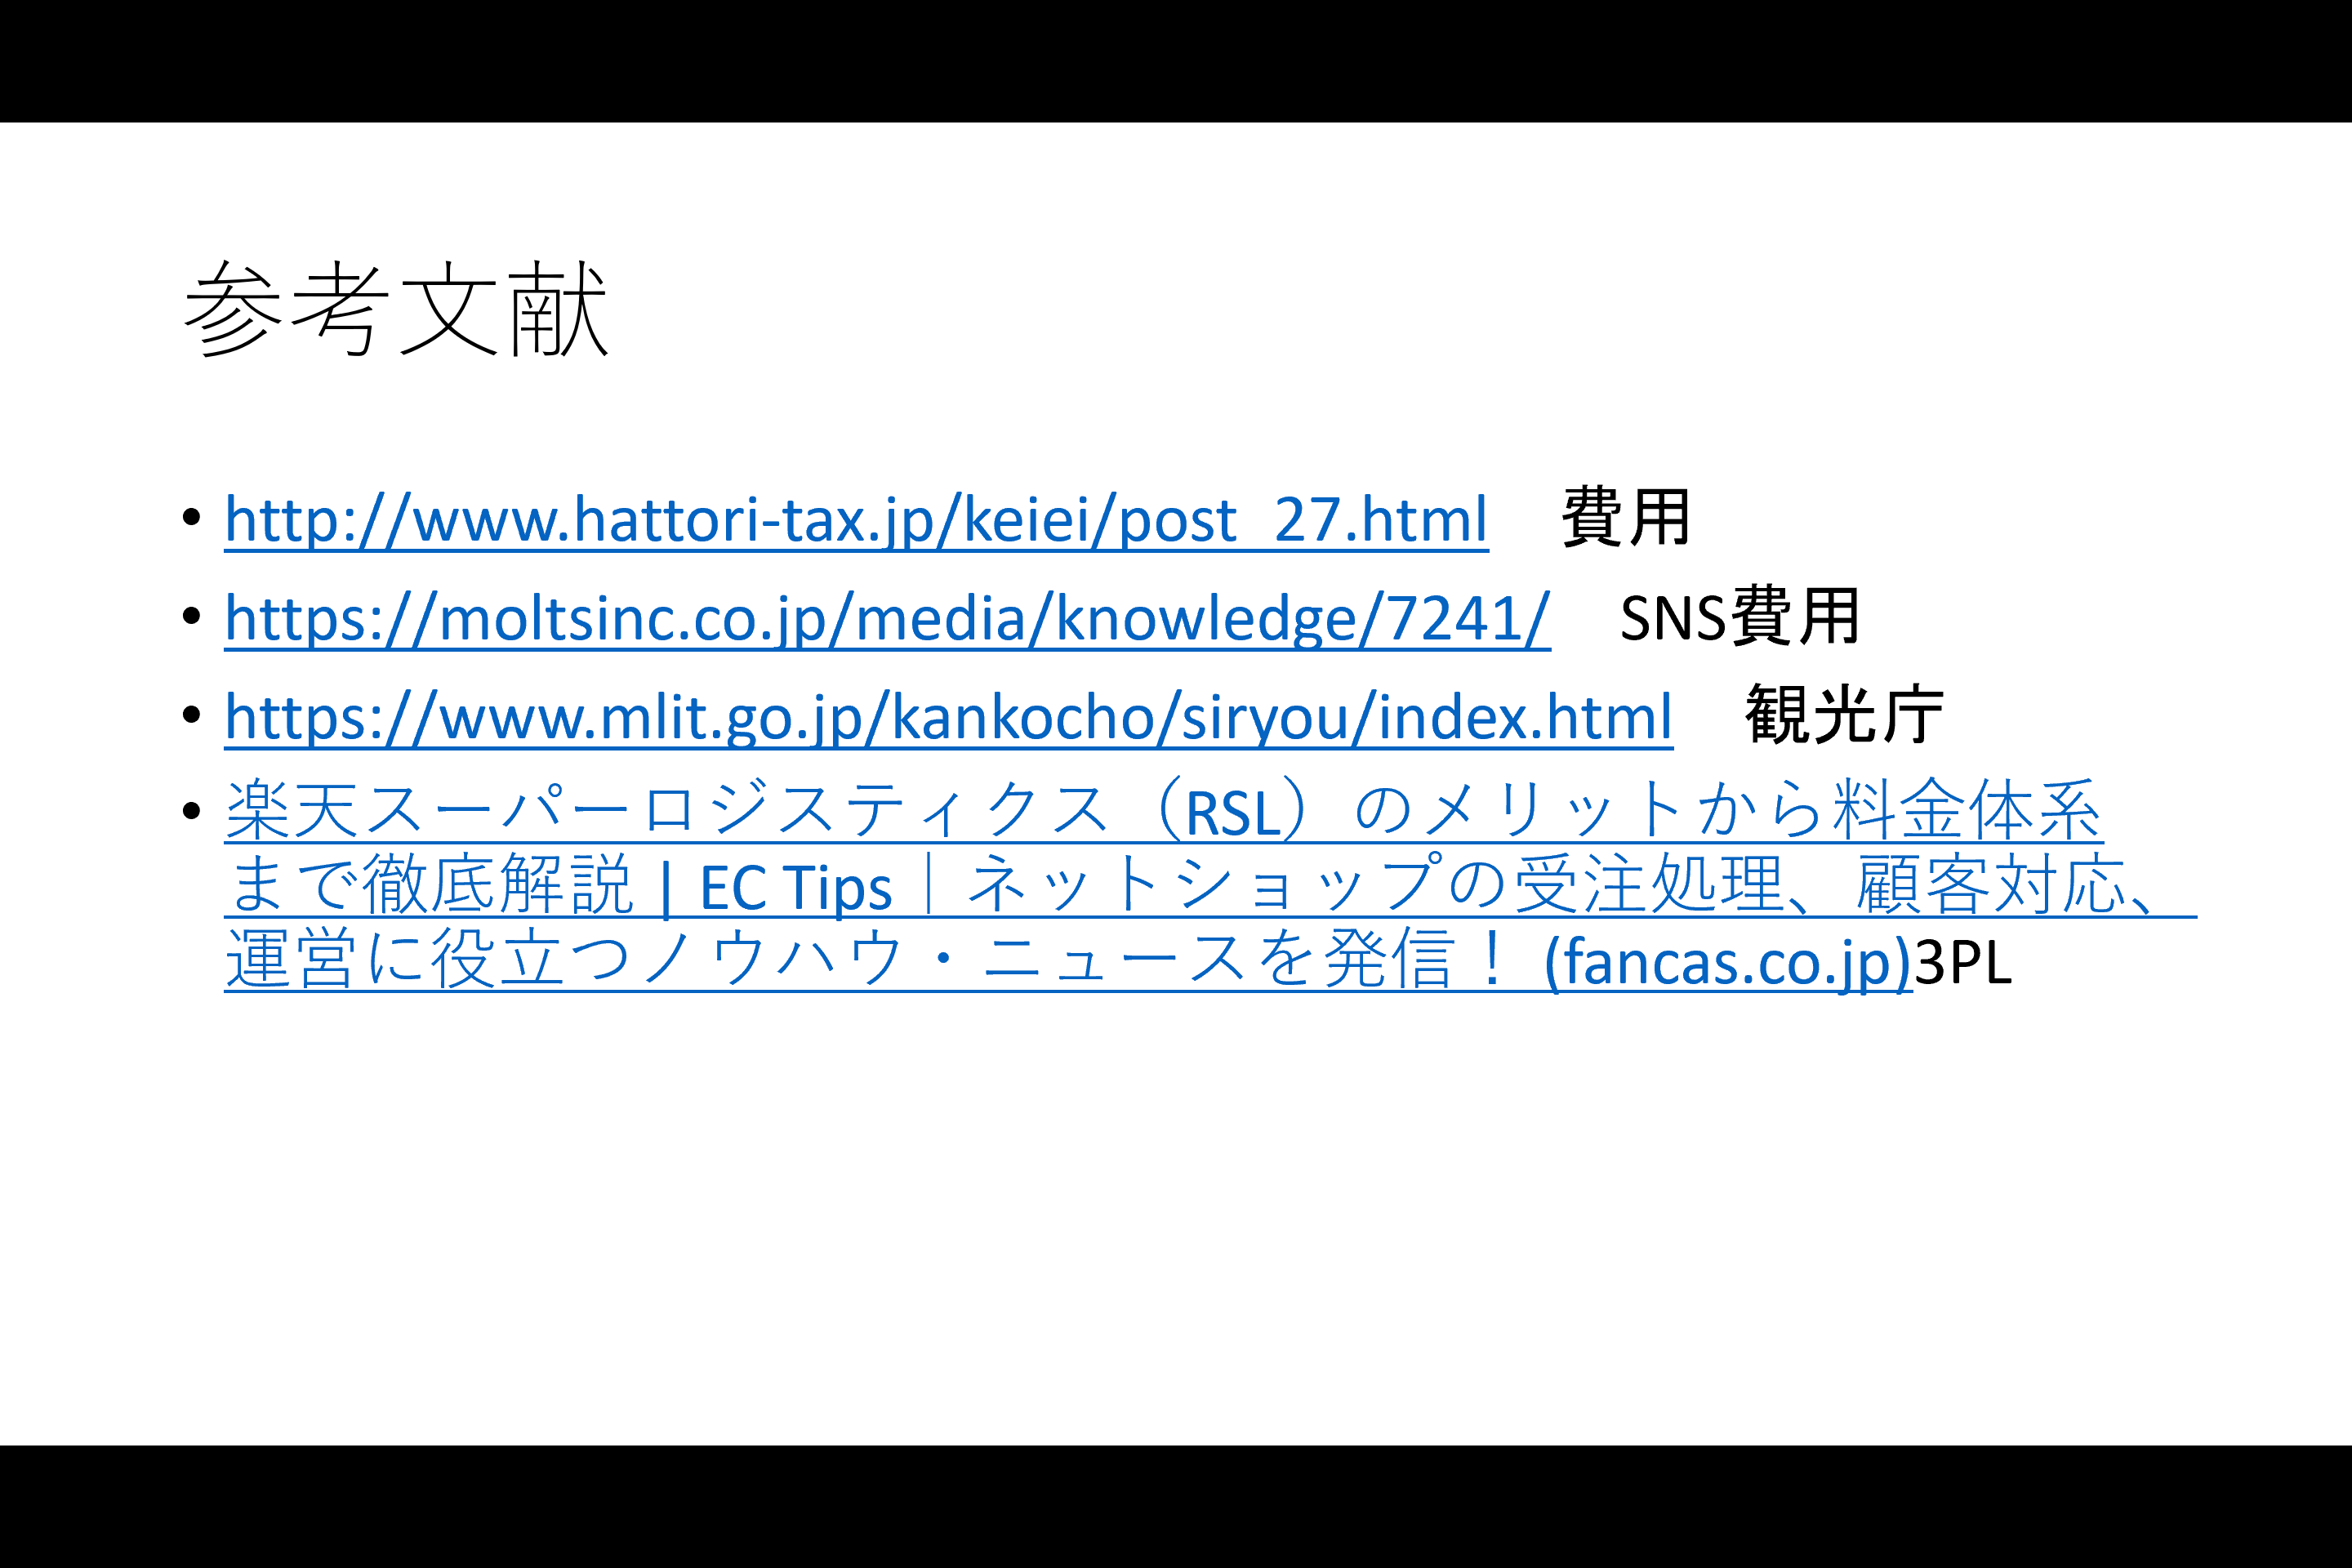 参考文献
• http://www.hattori-tax.jp/keiei/post_27.html　費用
• https://moltsinc.co.jp/media/knowledge/7241/　SNS費用
• https://www.mlit.go.jp/kankocho/siryou/index.html　観光庁
• 楽天スーパーロジスティクス（RSL）のメリットから料金体系
まで徹底解説 | EC Tips｜ネットショップの受注処理、顧客対応、
運営に役立つノウハウ・ニュースを発信！ (fancas.co.jp)3PL